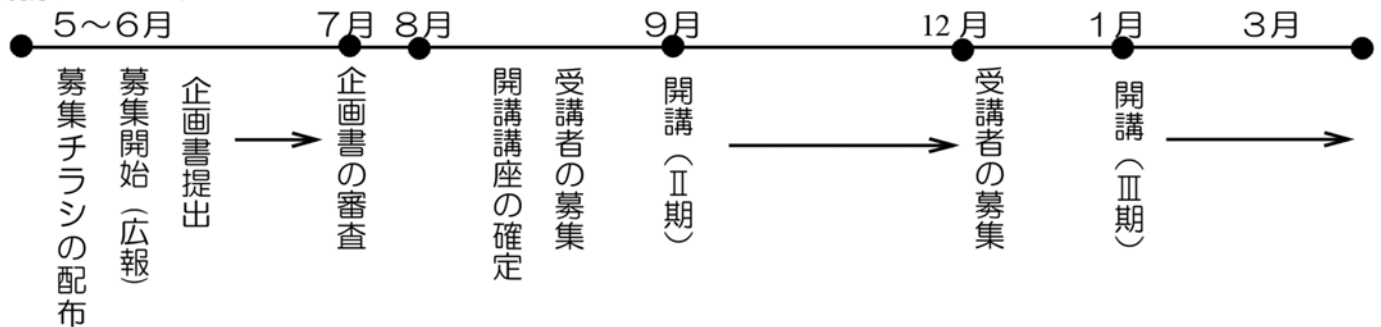 5～6月
7月
8月
9月
12月
1月
3月
募集チラシの配布
募集開始（広報）
企画書提出
企画書の審査
開講講座の確定
受講者の募集
開講（Ⅱ期）
受講者の募集
開講（Ⅲ期）